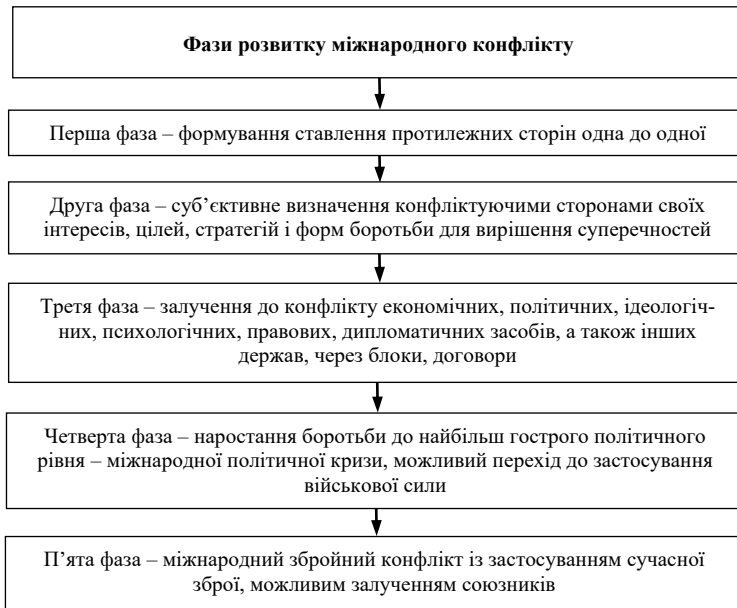 Фази розвитку міжнародного конфлікту
Перша фаза – формування ставлення протилежних сторін одна до одної
Друга фаза – суб’єктивне визначення конфліктуючими сторонами своїх
інтересів, цілей, стратегій і форм боротьби для вирішення суперечностей
Третя фаза – залучення до конфлікту економічних, політичних, ідеологіч-
них, психологічних, правових, дипломатичних засобів, а також інших
держав, через блоки, договори
Четверта фаза – наростання боротьби до найбільш гострого політичного
рівня – міжнародної політичної кризи, можливий перехід до застосування
військової сили
П’ята фаза – міжнародний збройний конфлікт із застосуванням сучасної
зброї, можливим залученням союзників